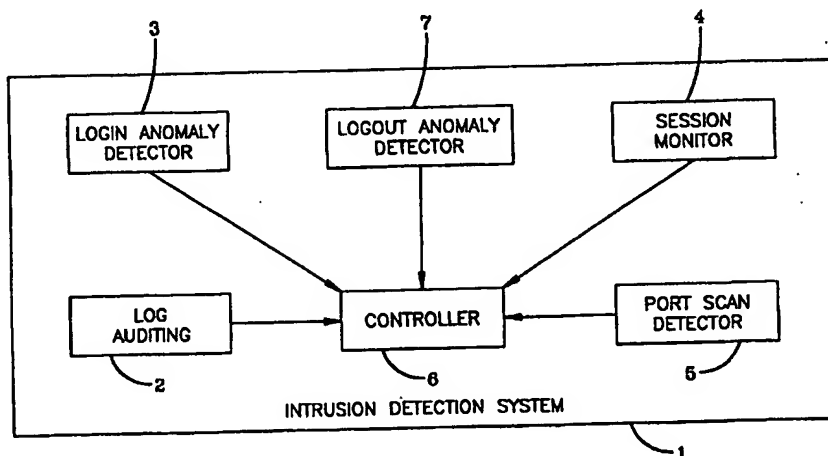 3
7
4
LOGIN ANOMALY
DETECTOR
LOGOUT ANOMALY
DETECTOR
SESSION
MONITOR
LOG
AUDITING
CONTROLLER
PORT SCAN
DETECTOR
2
6
5
INTRUSION DETECTION SYSTEM
1